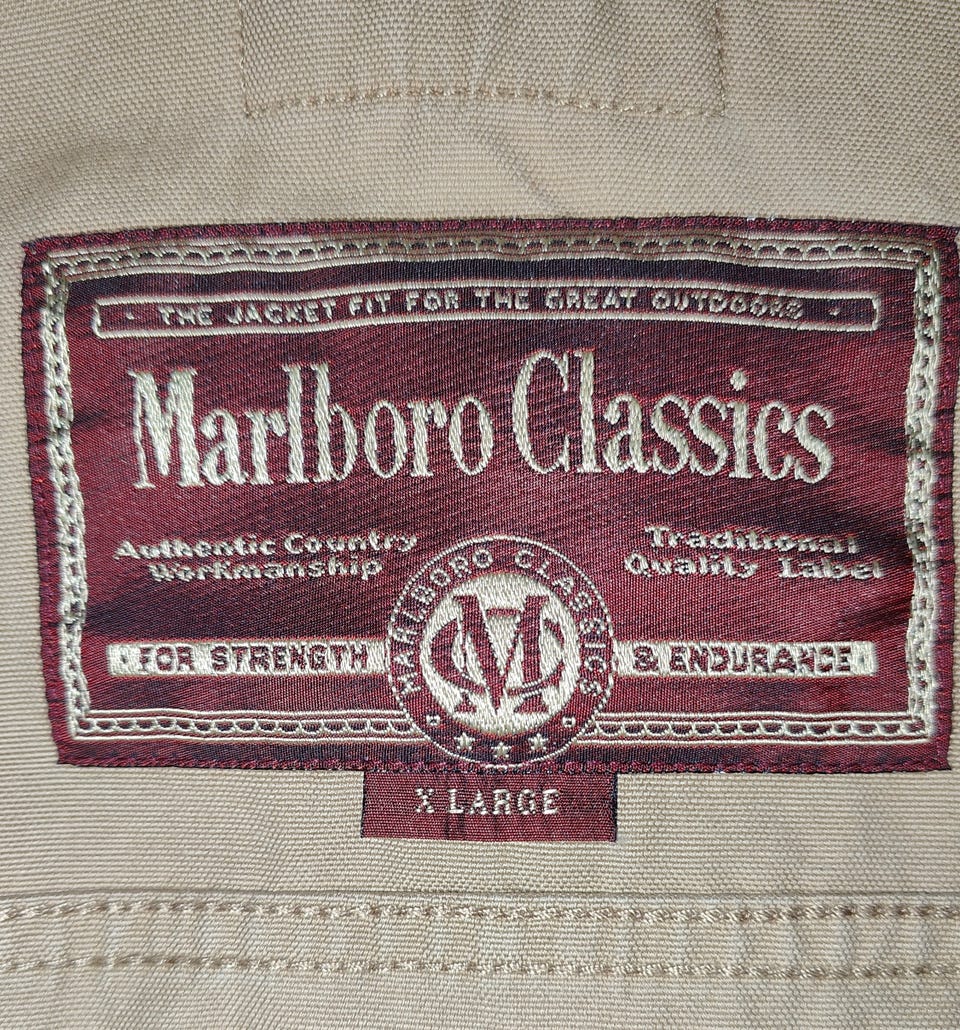 · THE JACKET FIT FOR THE GREAT OUTDOORS ·
Marlboro Classics
Authentic Country
Workmanship
Traditional
Quality Label
MARLBORO CLASSICS
MC
· FOR STRENGTH
& ENDURANCE ·
X LARGE